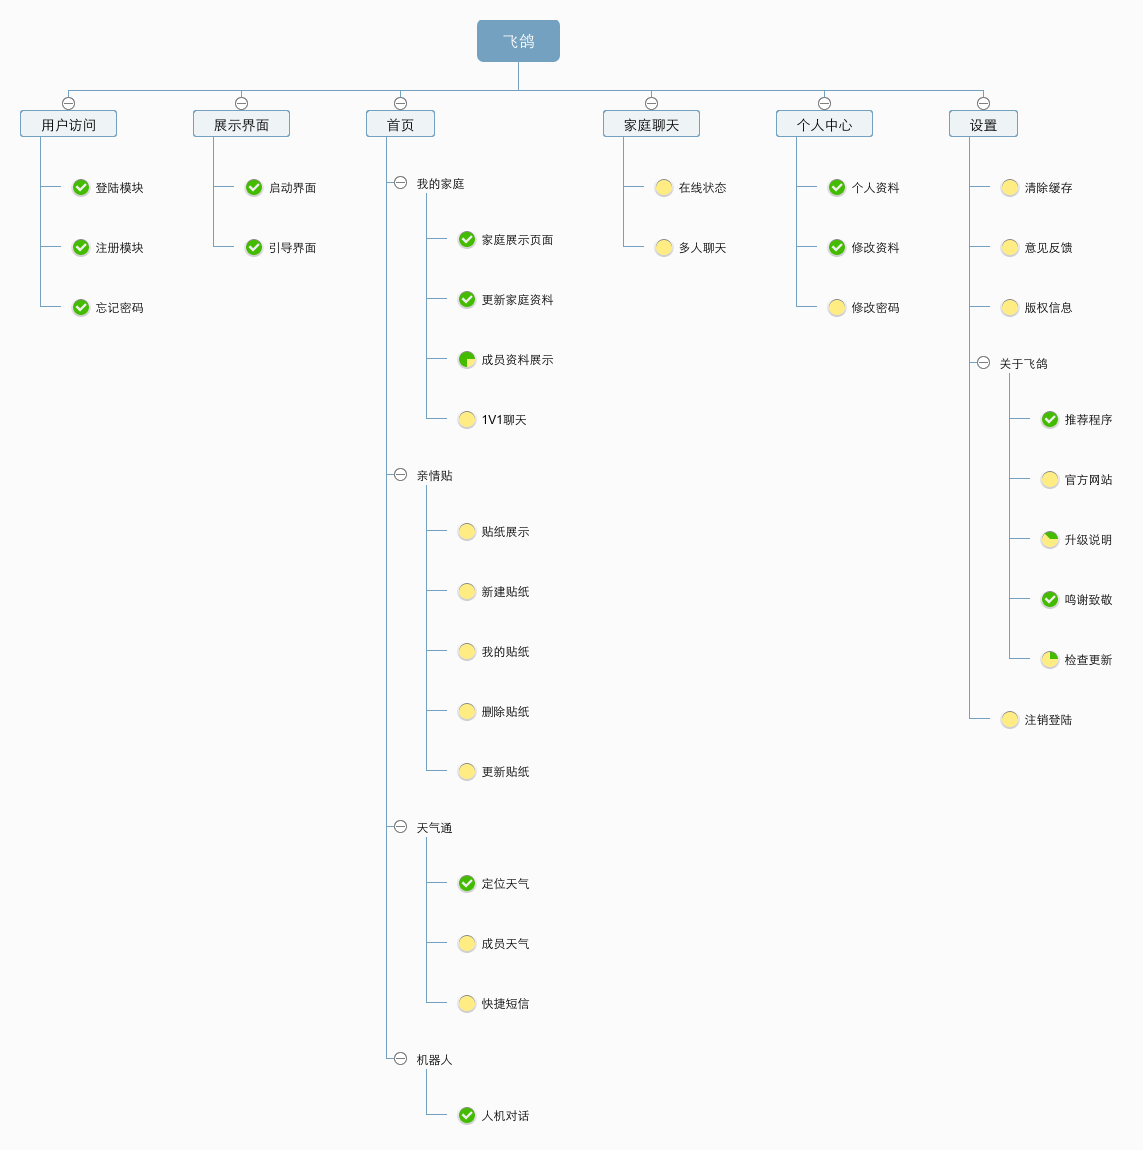 飞鸽
用户访问
登陆模块
注册模块
忘记密码
展示界面
启动界面
引导界面
首页
我的家庭
家庭展示页面
更新家庭资料
成员资料展示
1V1聊天
亲情贴
贴纸展示
新建贴纸
我的贴纸
删除贴纸
更新贴纸
天气通
定位天气
成员天气
快捷短信
机器人
人机对话
家庭聊天
在线状态
多人聊天
个人中心
个人资料
修改资料
修改密码
设置
清除缓存
意见反馈
版权信息
关于飞鸽
推荐程序
官方网站
升级说明
鸣谢致敬
检查更新
注销登陆